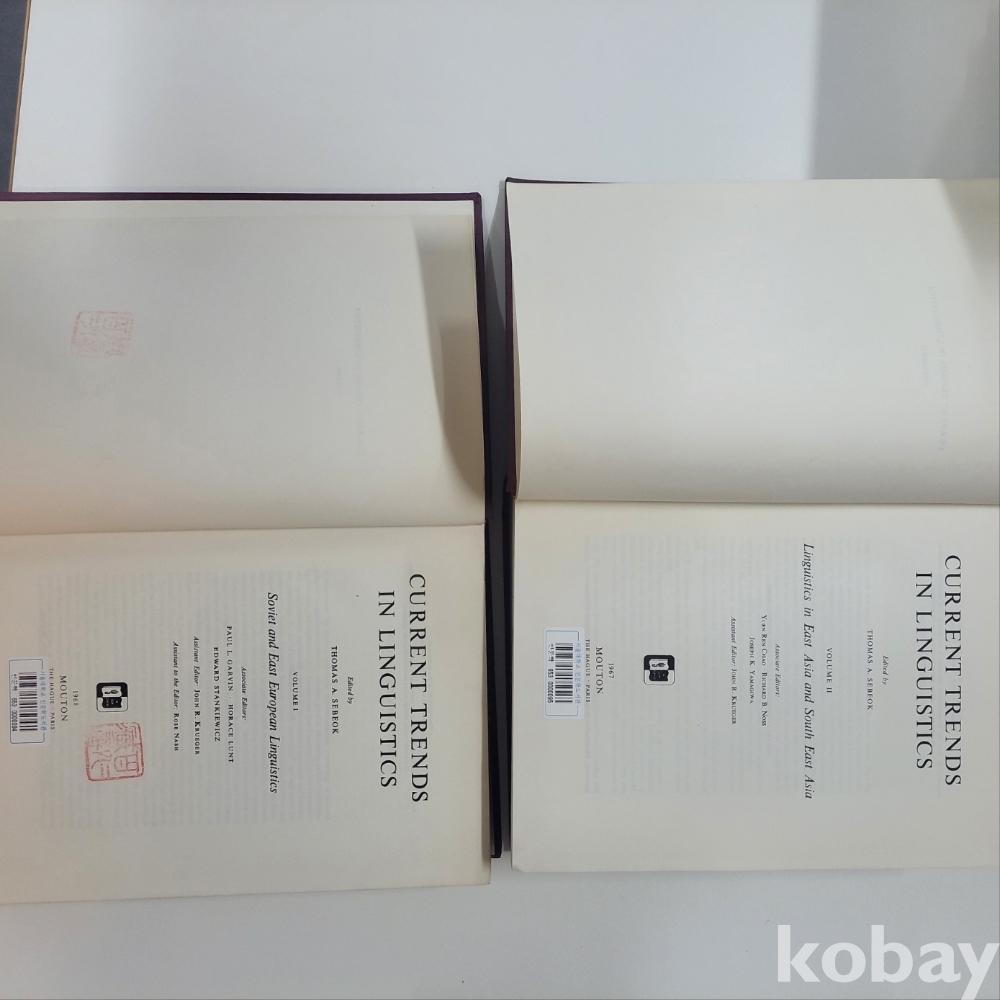 CURRENT TRENDS
IN LINGUISTICS
Edited by
THOMAS A. SEBEOK
VOLUME I
Soviet and East European Linguistics
Associate Editors:
PAUL L. GARVIN · HORACE LUNT
EDWARD STANKIEWICZ
Assistant Editor: JOHN R. KRUEGER
Assistant to the Editor: ROSE NASH
MOUTON
THE HAGUE · PARIS
CURRENT TRENDS
IN LINGUISTICS
Edited by
THOMAS A. SEBEOK
VOLUME II
Linguistics in East Asia and South East Asia
Associate Editors:
YUEN REN CHAO RICHARD B. NOSS
JOSEPH K. YAMAGIWA
Assistant Editor: JOHN R. KRUEGER
1967
MOUTON
THE HAGUE · PARIS
kobay